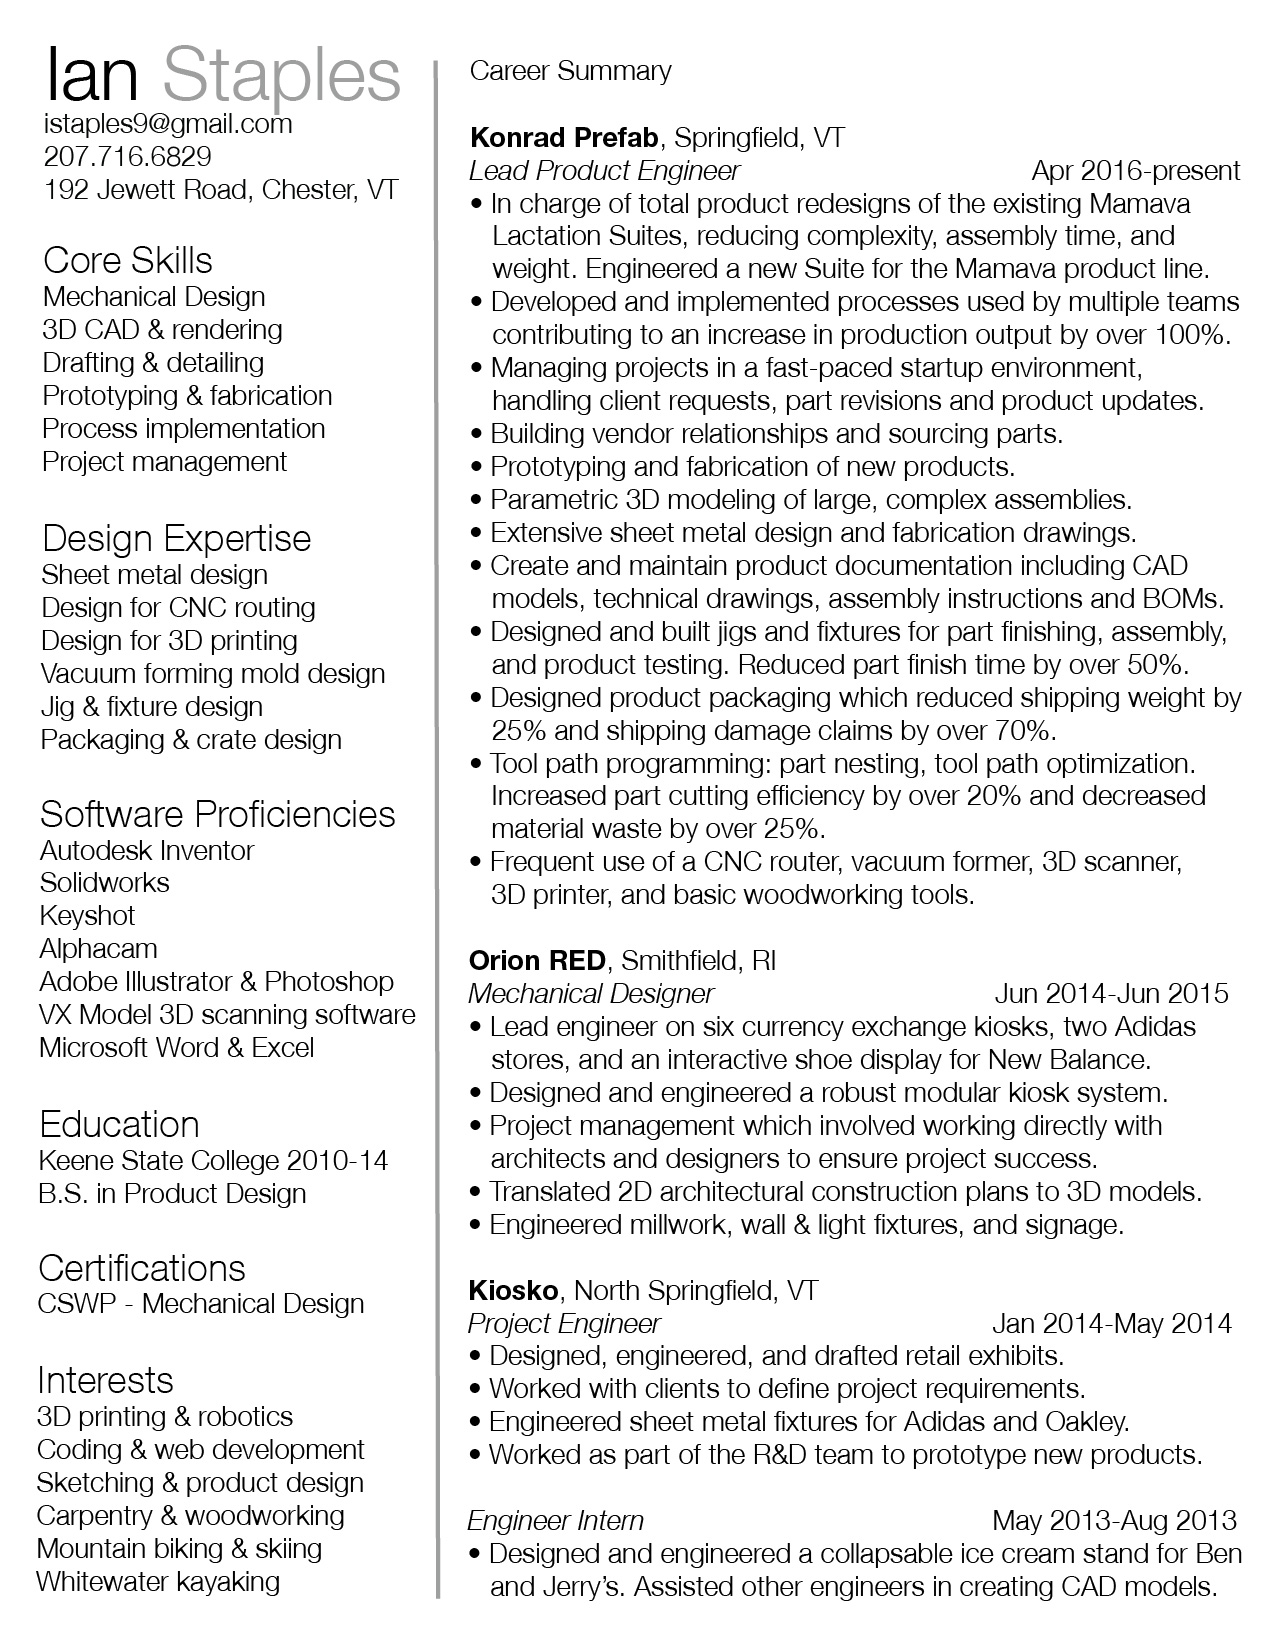 Ian Staples
istaples9@gmail.com
207.716.6829
192 Jewett Road, Chester, VT
Core Skills
Mechanical Design
3D CAD & rendering
Drafting & detailing
Prototyping & fabrication
Process implementation
Project management
Design Expertise
Sheet metal design
Design for CNC routing
Design for 3D printing
Vacuum forming mold design
Jig & fixture design
Packaging & crate design
Software Proficiencies
Autodesk Inventor
Solidworks
Keyshot
Alphacam
Adobe Illustrator & Photoshop
VX Model 3D scanning software
Microsoft Word & Excel
Education
Keene State College 2010-14
B.S. in Product Design
Certifications
CSWP - Mechanical Design
Interests
3D printing & robotics
Coding & web development
Sketching & product design
Carpentry & woodworking
Mountain biking & skiing
Whitewater kayaking
Career Summary
Konrad Prefab, Springfield, VT
Lead Product Engineer Apr 2016-present
• In charge of total product redesigns of the existing Mamava
Lactation Suites, reducing complexity, assembly time, and
weight. Engineered a new Suite for the Mamava product line.
• Developed and implemented processes used by multiple teams
contributing to an increase in production output by over 100%.
• Managing projects in a fast-paced startup environment,
handling client requests, part revisions and product updates.
• Building vendor relationships and sourcing parts.
• Prototyping and fabrication of new products.
• Parametric 3D modeling of large, complex assemblies.
• Extensive sheet metal design and fabrication drawings.
• Create and maintain product documentation including CAD
models, technical drawings, assembly instructions and BOMs.
• Designed and built jigs and fixtures for part finishing, assembly,
and product testing. Reduced part finish time by over 50%.
• Designed product packaging which reduced shipping weight by
25% and shipping damage claims by over 70%.
• Tool path programming: part nesting, tool path optimization.
Increased part cutting efficiency by over 20% and decreased
material waste by over 25%.
• Frequent use of a CNC router, vacuum former, 3D scanner,
3D printer, and basic woodworking tools.
Orion RED, Smithfield, RI
Mechanical Designer Jun 2014-Jun 2015
• Lead engineer on six currency exchange kiosks, two Adidas
stores, and an interactive shoe display for New Balance.
• Designed and engineered a robust modular kiosk system.
• Project management which involved working directly with
architects and designers to ensure project success.
• Translated 2D architectural construction plans to 3D models.
• Engineered millwork, wall & light fixtures, and signage.
Kiosko, North Springfield, VT
Project Engineer Jan 2014-May 2014
• Designed, engineered, and drafted retail exhibits.
• Worked with clients to define project requirements.
• Engineered sheet metal fixtures for Adidas and Oakley.
• Worked as part of the R&D team to prototype new products.
Engineer Intern May 2013-Aug 2013
• Designed and engineered a collapsable ice cream stand for Ben
and Jerry's. Assisted other engineers in creating CAD models.